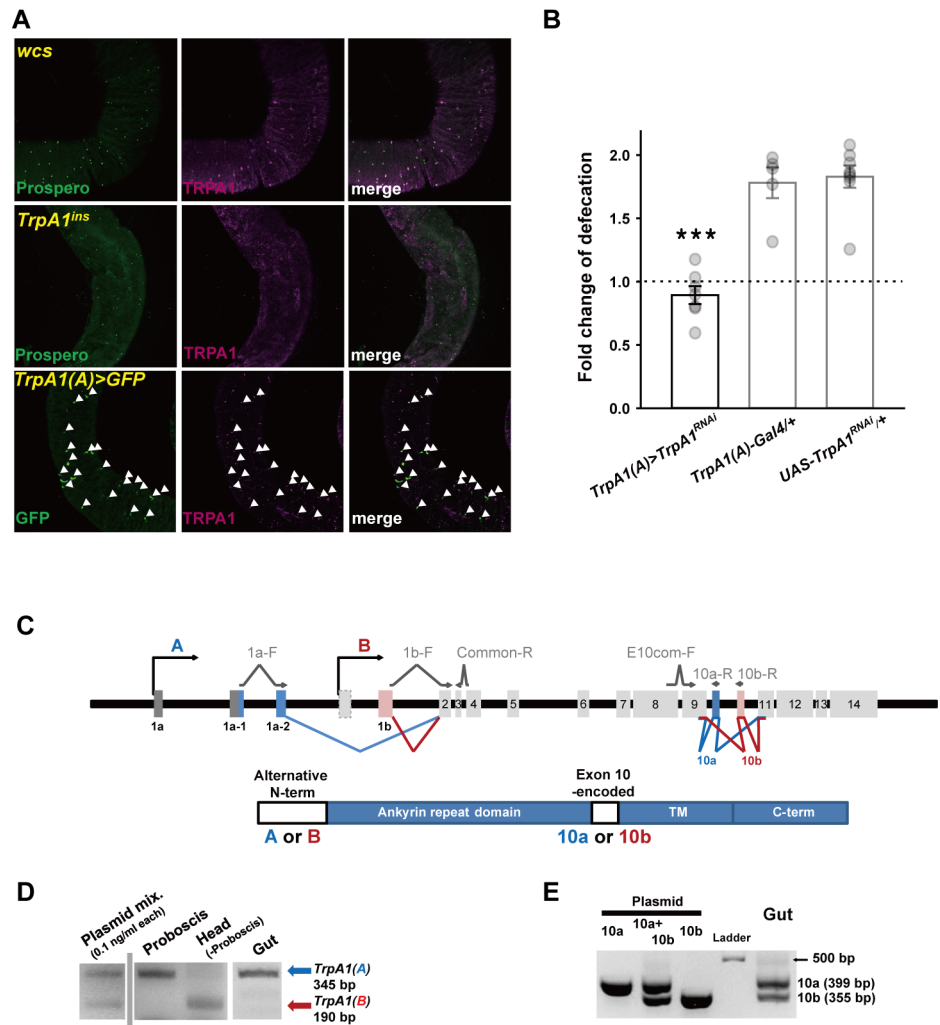 A
wcs
Prospero
TRPA1
merge
TrpA1ins
Prospero
TRPA1
merge
TrpA1(A)>GFP
GFP
TRPA1
merge
B
Fold change of defecation
2.0
1.5
1.0
0.5
0.0
***
TrpA1(A)>TrpA1RNAi
TrpA1(A)-Gal4/+
UAS-TrpA1RNAi/+
C
A
B
1a-F
1b-F
Common-R
E10com-F
10a-R
10b-R
1a
1a-1
1a-2
1b
2
3
4
5
6
7
8
9
11
12
13
14
10a
10b
Alternative
N-term
Exon 10
-encoded
Ankyrin repeat domain
TM
C-term
A or B
10a or 10b
D
Plasmid mix.
(0.1 ng/ml each)
Proboscis
Head
(-Proboscis)
Gut
TrpA1(A)
345 bp
TrpA1(B)
190 bp
E
Plasmid
10a
10a+
10b
10b
Ladder
Gut
500 bp
10a (399 bp)
10b (355 bp)